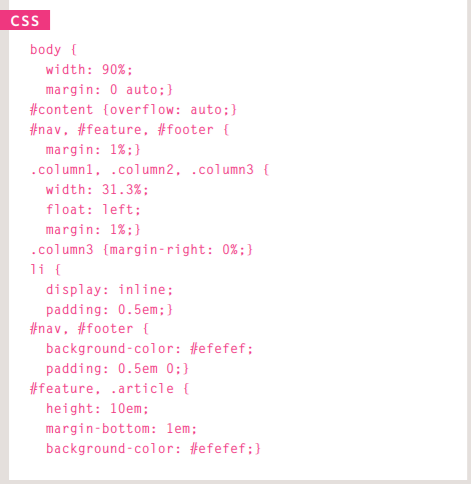 CSS
body {
width: 90%;
margin: 0 auto;}
#content {overflow: auto;}
#nav, #feature, #footer {
margin: 1%;}
.column1, .column2, .column3 {
width: 31.3%;
float: left;
margin: 1%;}
.column3 {margin-right: 0%;}
li {
display: inline;
padding: 0.5em;}
#nav, #footer {
background-color: #efefef;
padding: 0.5em 0;}
#feature, .article {
height: 10em;
margin-bottom: 1em;
background-color: #efefef;}